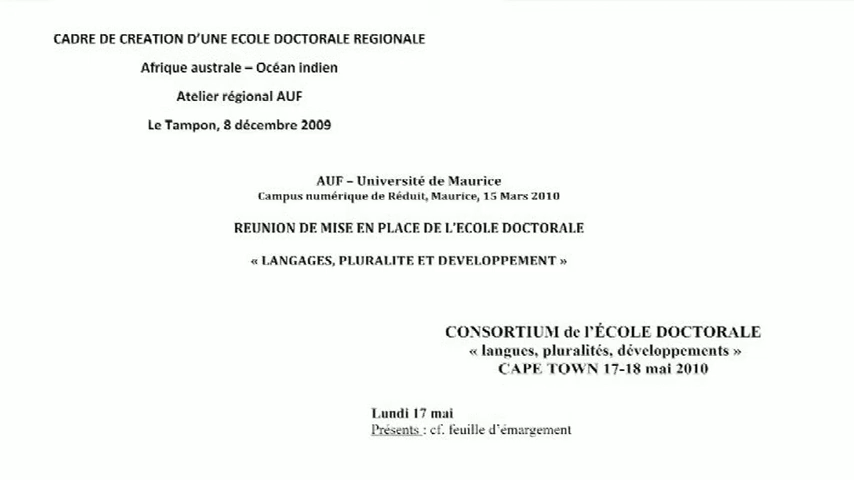 CADRE DE CREATION D'UNE ECOLE DOCTORALE REGIONALE
Afrique australe – Océan indien
Atelier régional AUF
Le Tampon, 8 décembre 2009
AUF – Université de Maurice
Campus numérique de Réduit, Maurice, 15 Mars 2010
REUNION DE MISE EN PLACE DE L'ECOLE DOCTORALE
« LANGAGES, PLURALITE ET DEVELOPPEMENT »
CONSORTIUM de l'ÉCOLE DOCTORALE
« langues, pluralités, développements »
CAPE TOWN 17-18 mai 2010
Lundi 17 mai
Présents : cf. feuille d'émargement